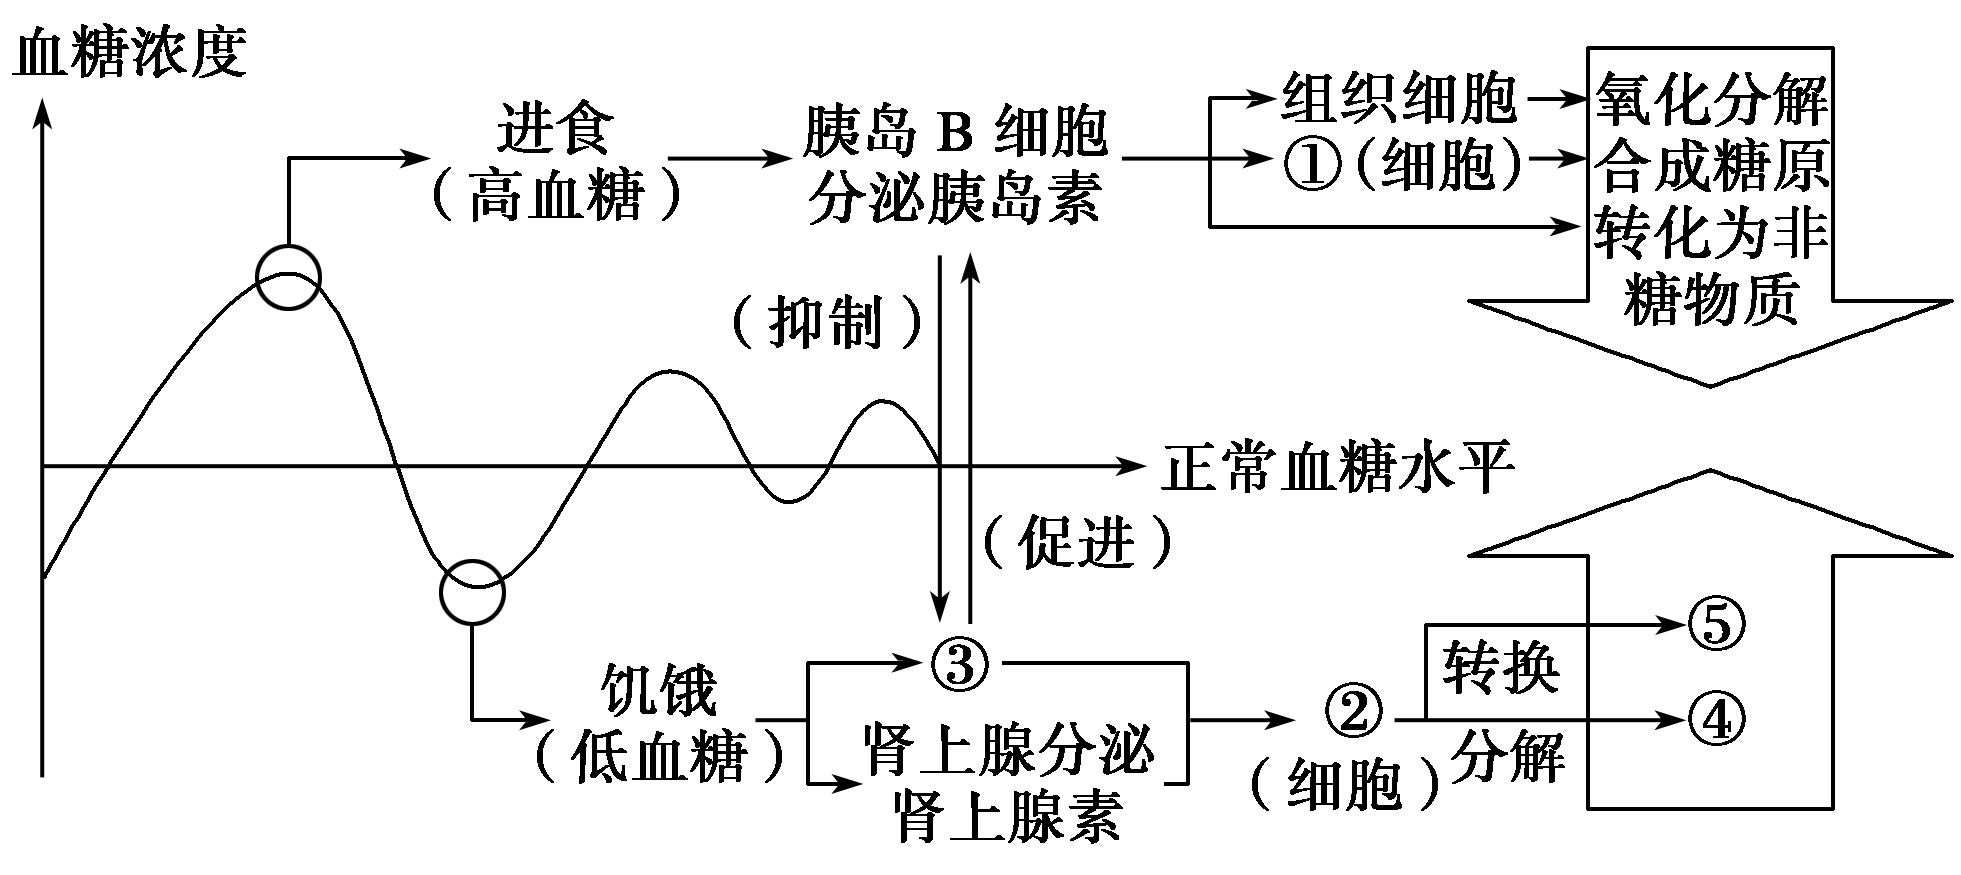 血糖浓度
进食
（高血糖）
胰岛 B 细胞
分泌胰岛素
组织细胞
①(细胞)
氧化分解
合成糖原
转化为非
糖物质
（抑制）
正常血糖水平
（促进）
③
饥饿
（低血糖）
肾上腺分泌
肾上腺素
②
（细胞）
转换
分解
⑤
④